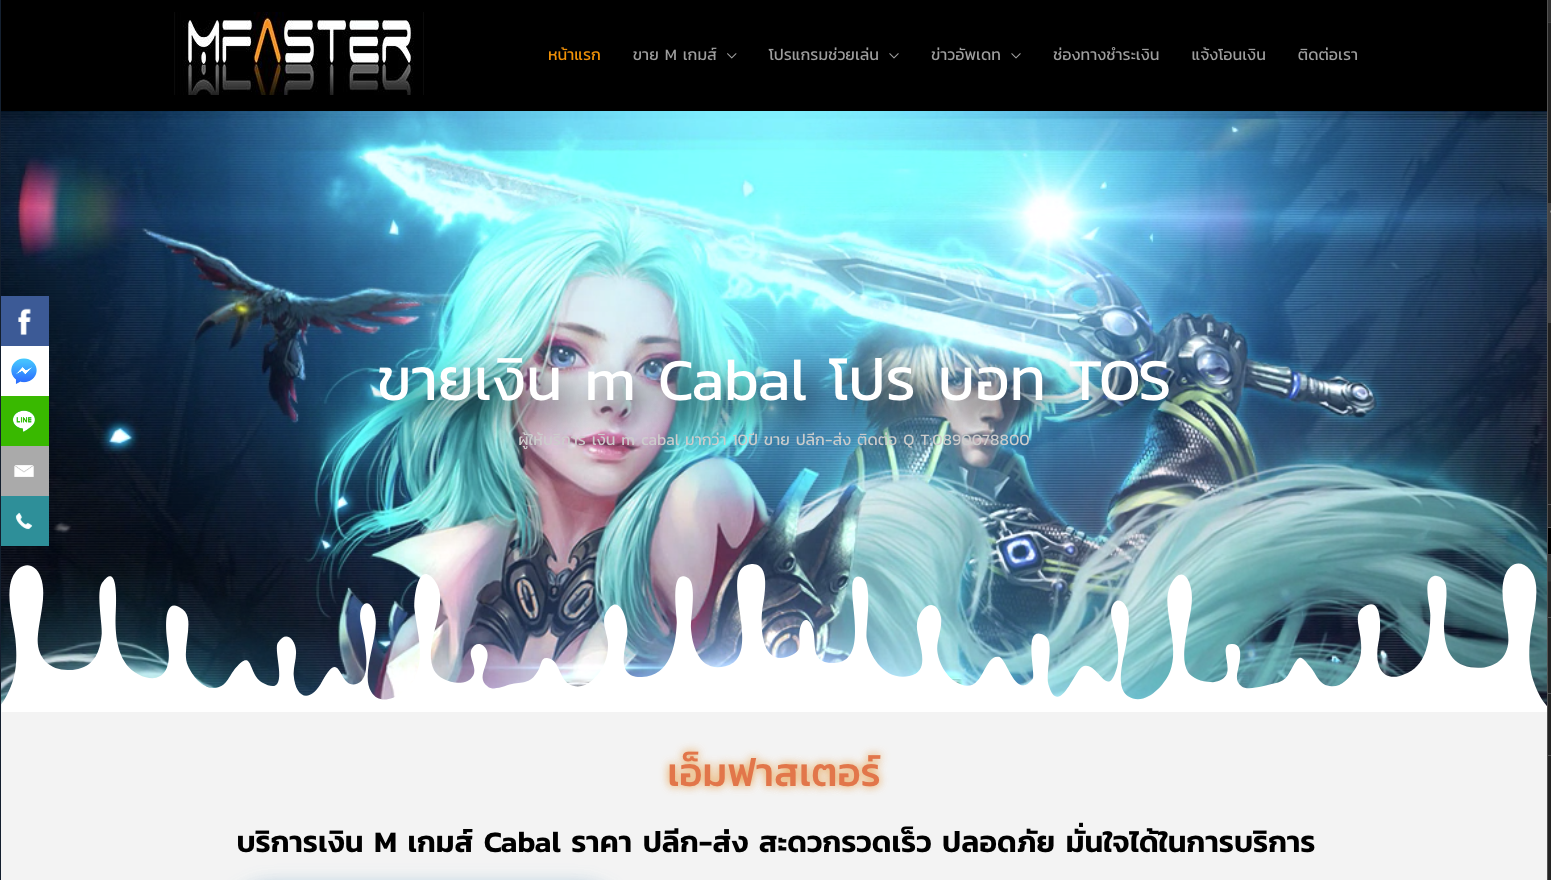 MFASTER
หน้าแรก
ขาย M เกมส์
โปรแกรมช่วยเล่น
ข่าวอัพเดท
ช่องทางชำระเงิน
แจ้งโอนเงิน
ติดต่อเรา
ขายเงิน m Cabal โปร บอท TOS
ผู้ให้บริการ เงิน m cabal มากว่า 10ปี ขาย ปลีก-ส่ง ติดต่อ Q T.0890078800
LINE
เอ็มฟาสเตอร์
บริการเงิน M เกมส์ Cabal ราคา ปลีก-ส่ง สะดวกรวดเร็ว ปลอดภัย มั่นใจได้ในการบริการ